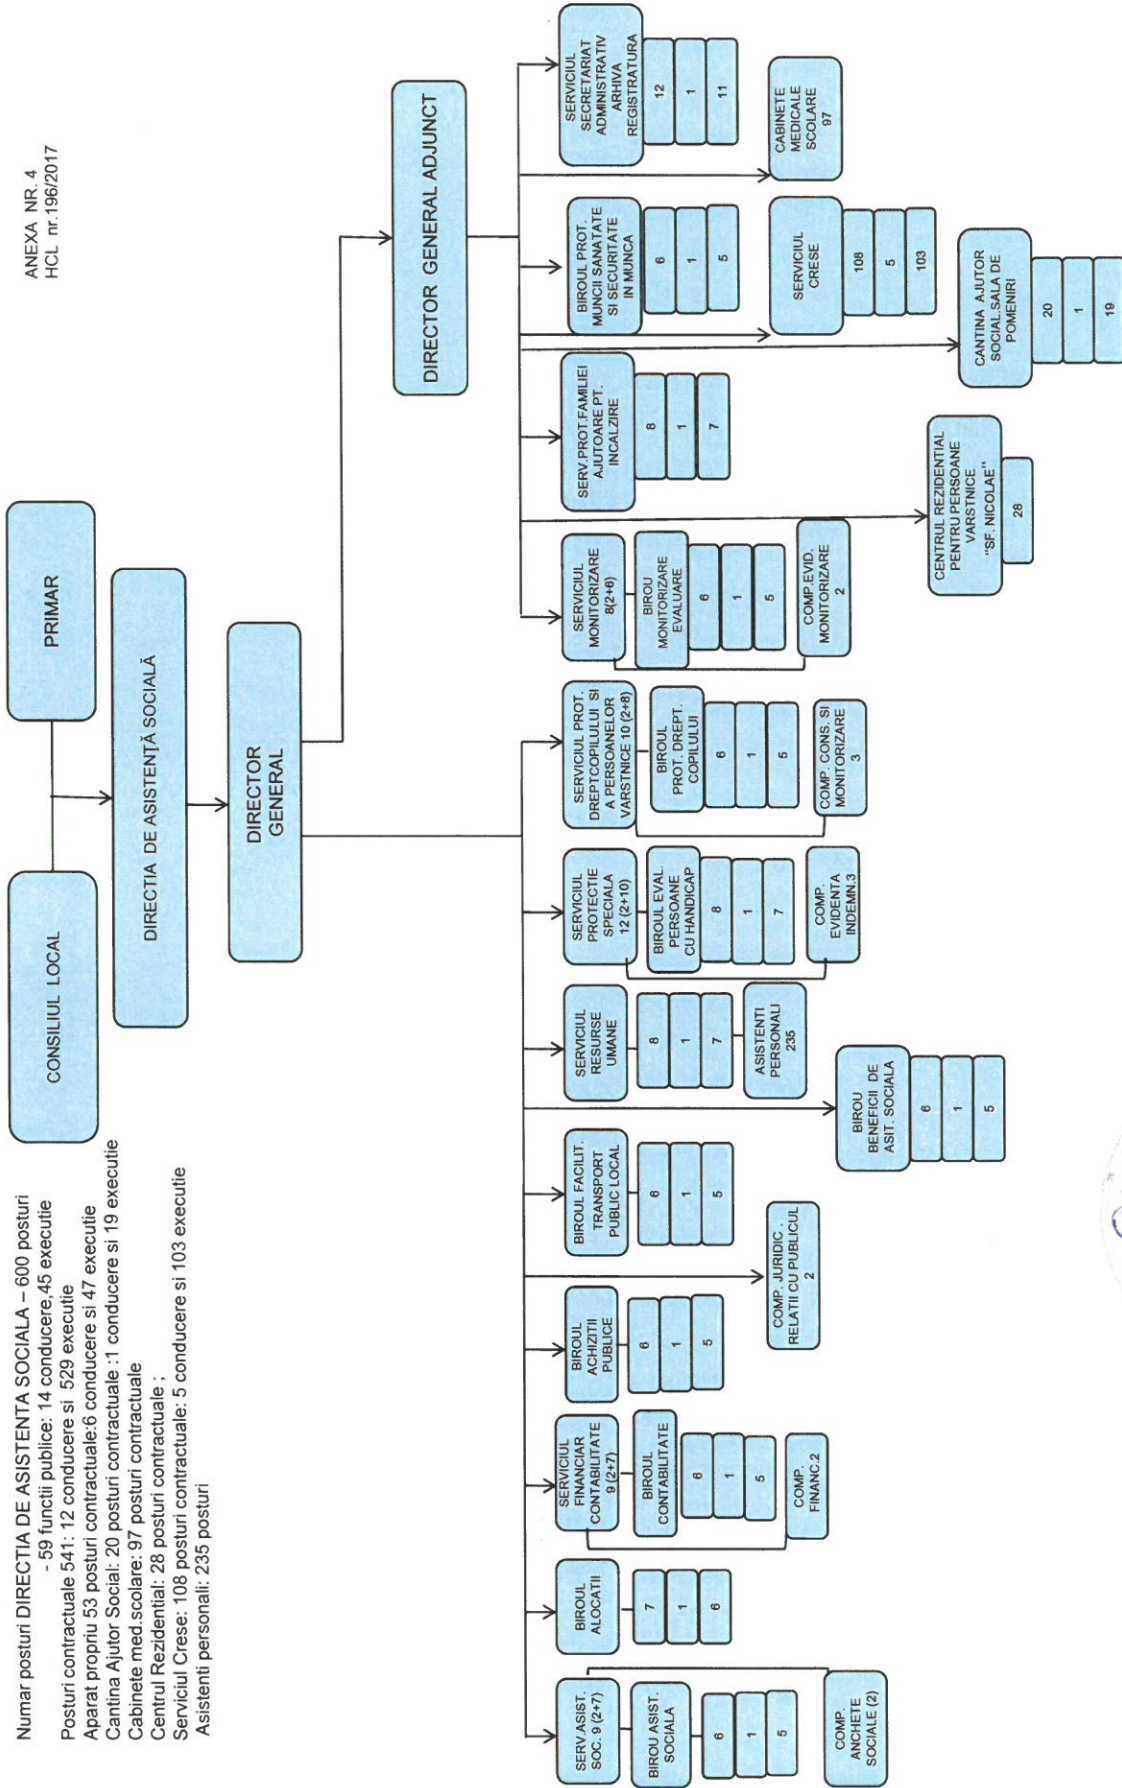 ANEXA NR. 4
HCL nr.196/2017
Numar posturi DIRECTIA DE ASISTENTA SOCIALA – 600 posturi
- 59 functii publice: 14 conducere,45 executie
Posturi contractuale 541: 12 conducere si 529 executie
Aparat propriu 53 posturi contractuale:6 conducere si 47 executie
Cantina Ajutor Social: 20 posturi contractuale :1 conducere si 19 executie
Cabinete med.scolare: 97 posturi contractuale
Centrul Rezidential: 28 posturi contractuale ;
Serviciul Crese: 108 posturi contractuale: 5 conducere si 103 executie
Asistenti personali: 235 posturi
CONSILIUL LOCAL
PRIMAR
DIRECTIA DE ASISTENŢĂ SOCIALĂ
DIRECTOR
GENERAL
DIRECTOR GENERAL ADJUNCT
SERV.ASIST.
SOC. 9 (2+7)
BIROU ASIST.
SOCIALA
6
1
5
COMP.
ANCHETE
SOCIALE (2)
BIROUL
ALOCATII
7
1
6
SERVICIUL
FINANCIAR
CONTABILITATE
9 (2+7)
BIROUL
CONTABILITATE
6
1
5
COMP.
FINANC.2
BIROUL
ACHIZITII
PUBLICE
6
1
5
COMP. JURIDIC .
RELATII CU PUBLICUL
2
BIROUL FACILIT.
TRANSPORT
PUBLIC LOCAL
6
1
5
BIROU
BENEFICII DE
ASIT. SOCIALA
6
1
5
SERVICIUL
RESURSE
UMANE
8
1
7
ASISTENTI
PERSONALI
235
SERVICIUL
PROTECTIE
SPECIALA
12 (2+10)
BIROUL EVAL.
PERSOANE
CU HANDICAP
8
1
7
COMP.
EVIDENTA
INDEMN.3
SERVICIUL PROT.
DREPTCOPILULUI SI
A PERSOANELOR
VARSTNICE 10 (2+8)
BIROUL
PROT. DREPT.
COPILULUI
6
1
5
COMP. CONS. SI
MONITORIZARE
3
SERVICIUL
MONITORIZARE
8(2+6)
BIROU
MONITORIZARE
EVALUARE
6
1
5
COMP.EVID.
MONITORIZARE
2
CENTRUL REZIDENTIAL
PENTRU PERSOANE
VARSTNICE
"SF. NICOLAE"
28
SERV.PROT.FAMILIEI
AJUTOARE PT.
INCALZIRE
8
1
7
CANTINA AJUTOR
SOCIAL.SALA DE
POMENIRI
20
1
19
SERVICIUL
CRESE
108
5
103
BIROUL PROT.
MUNCII SANATATE
SI SECURITATE
IN MUNCA
6
1
5
CABINETE
MEDICALE
SCOLARE
97
SERVICIUL
SECRETARIAT
ADMINISTRATIV
ARHIVA
REGISTRATURA
12
1
11